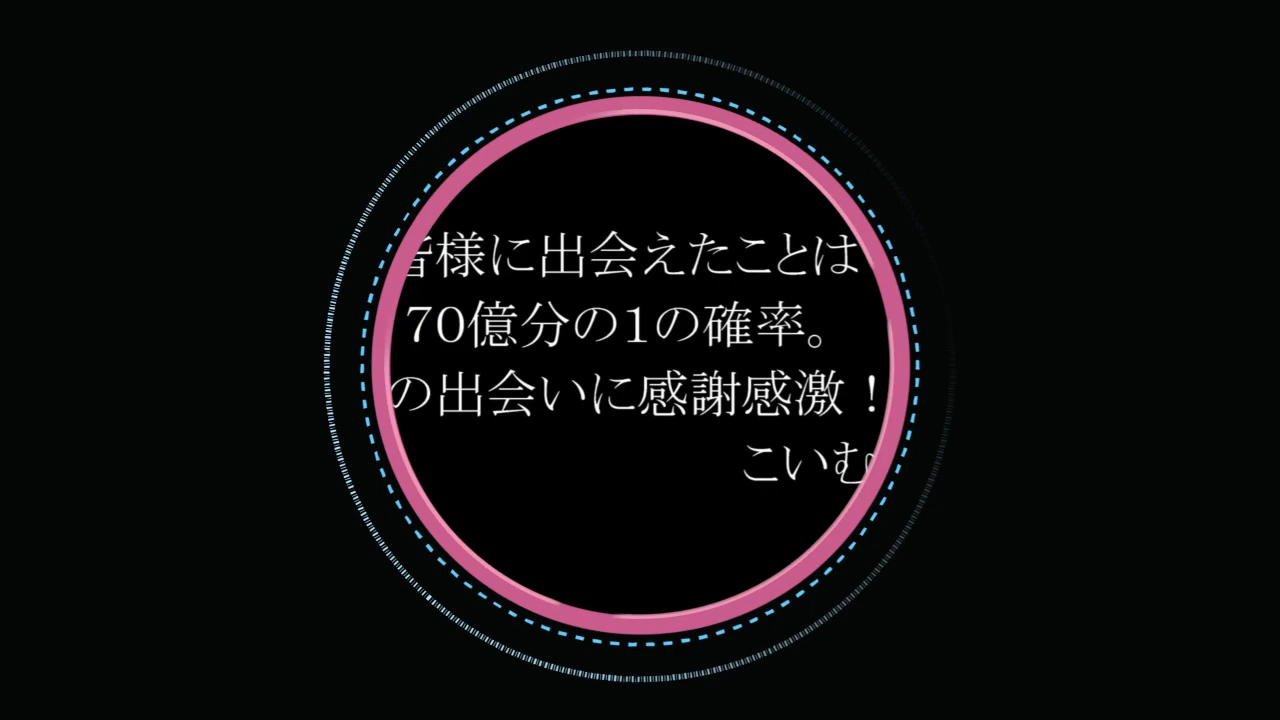 皆様に出会えたことは
70億分の1の確率。
の出会いに感謝感激！
こいむ